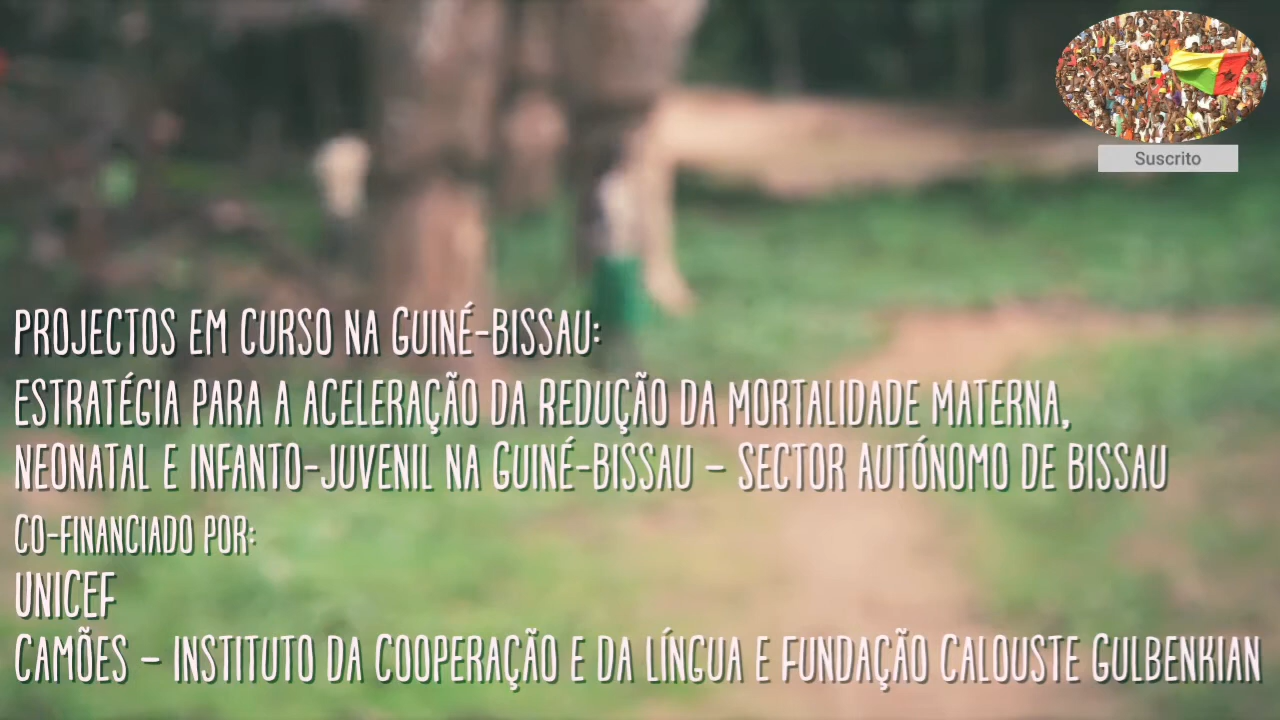 Suscrito
PROJECTOS EM CURSO NA GUINÉ-BISSAU:
ESTRATÉGIA PARA A ACELERAÇÃO DA REDUÇÃO DA MORTALIDADE MATERNA,
NEONATAL E INFANTO-JUVENIL NA GUINÉ-BISSAU – SECTOR AUTÓNOMO DE BISSAU
CO-FINANCIADO POR:
UNICEF
CAMÕES – INSTITUTO DA COOPERAÇÃO E DA LÍNGUA E FUNDAÇÃO CALOUSTE GULBENKIAN